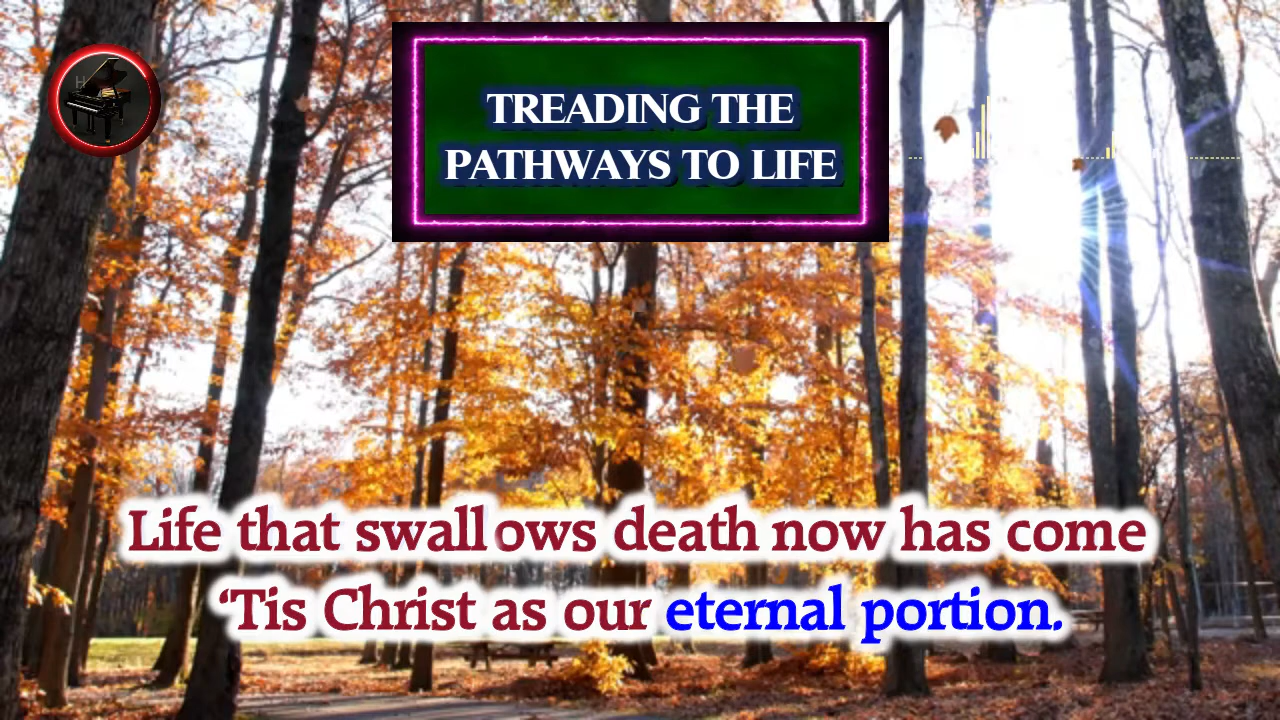 TREADING THE
PATHWAYS TO LIFE
Life that swallows death now has come
‘Tis Christ as our eternal portion.